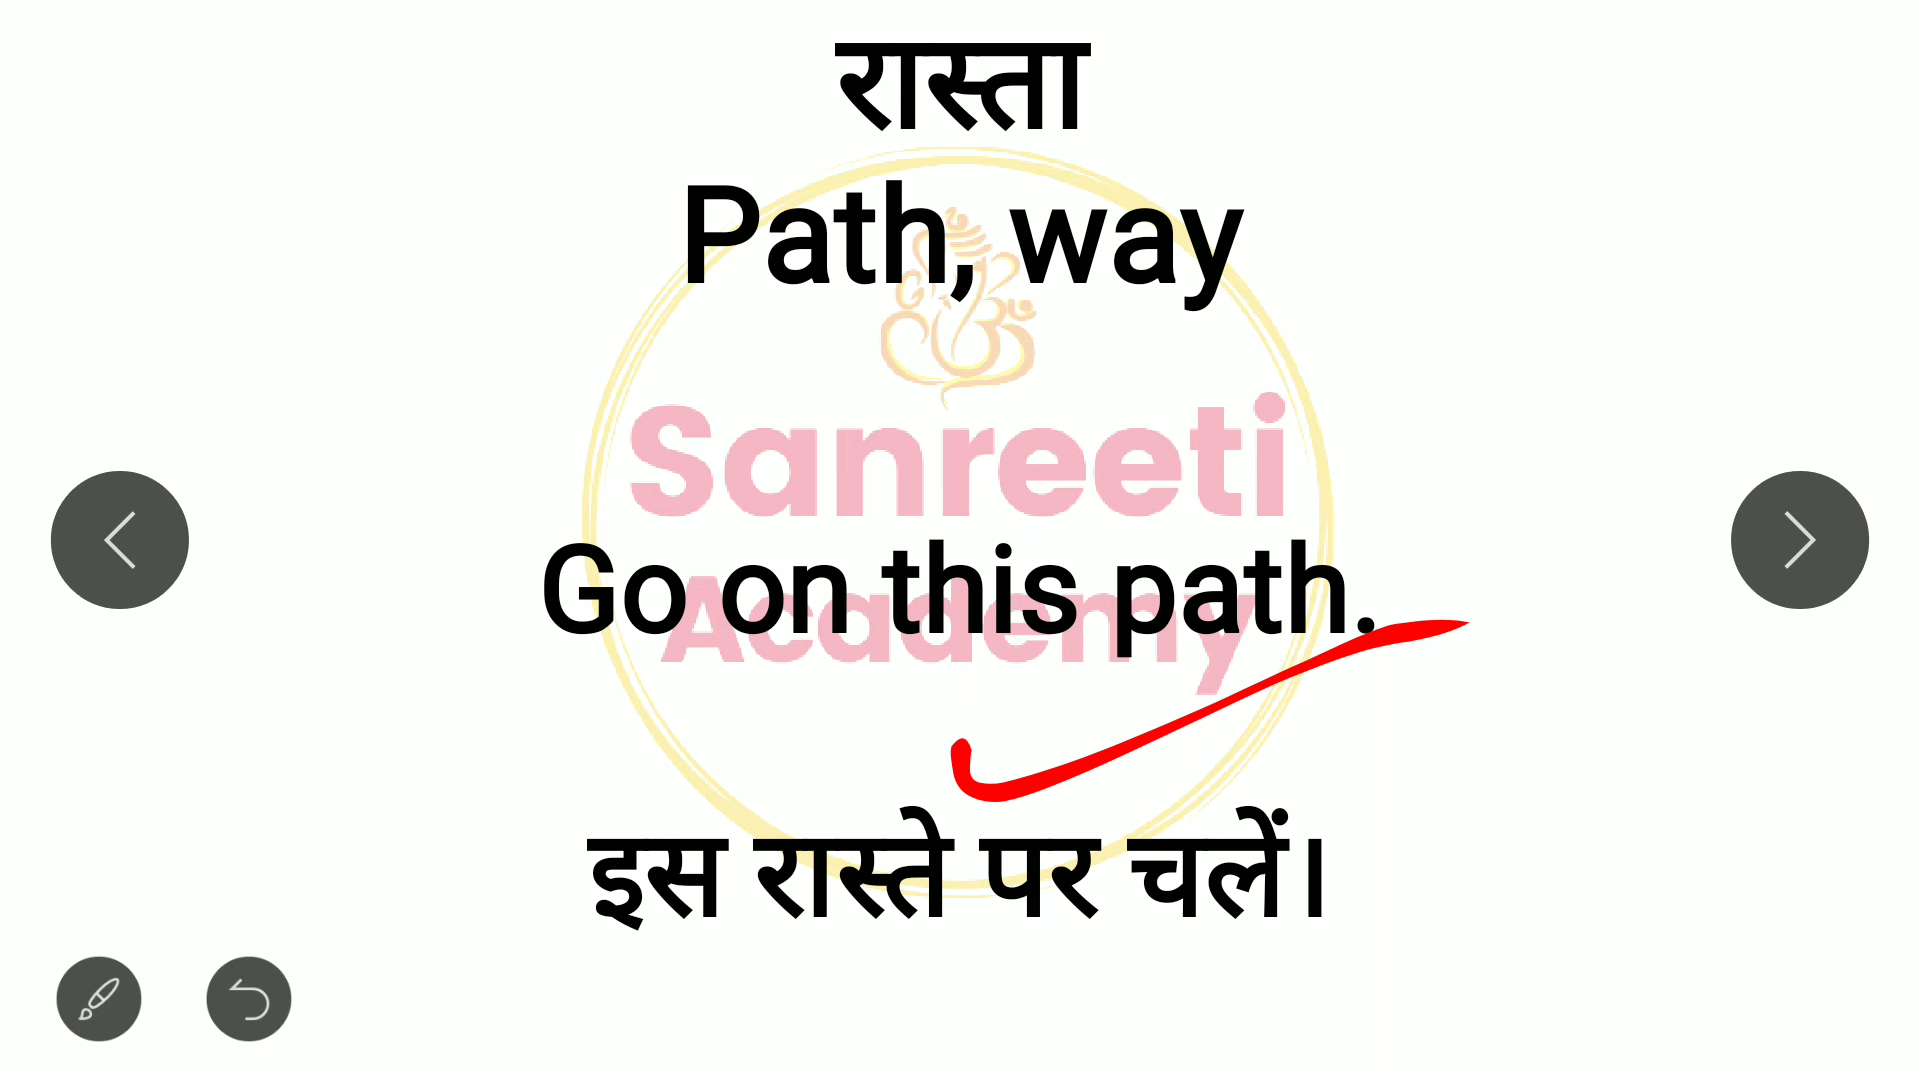 रास्ता
Path, way
Sanreeti
Go on this path.
Academy
इस रास्ते पर चलें।